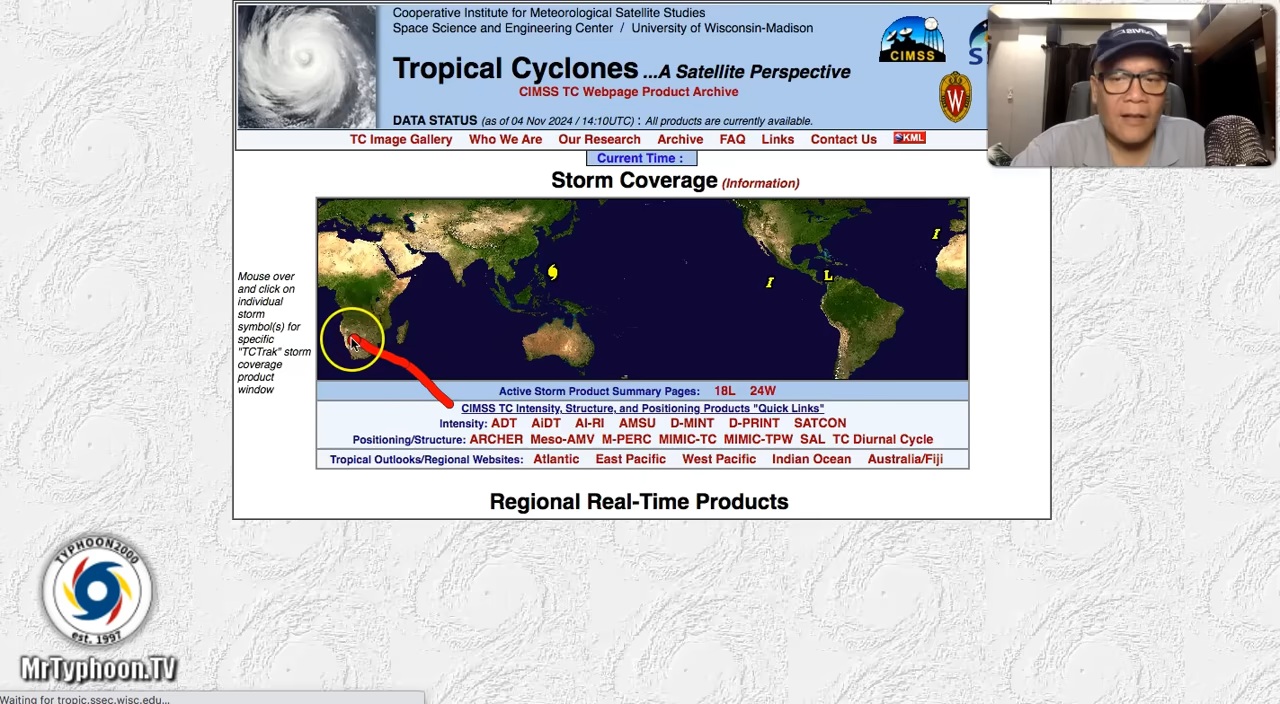 Cooperative Institute for Meteorological Satellite Studies
Space Science and Engineering Center / University of Wisconsin-Madison
Tropical Cyclones ...A Satellite Perspective
CIMSS TC Webpage Product Archive
DATA STATUS (as of 04 Nov 2024 / 14:10UTC) : All products are currently available.
CIMSS
S
W
TC Image Gallery Who We Are Our Research Archive FAQ Links Contact Us KML
Current Time :
Storm Coverage (Information)
I
I
L
Mouse over
and click on
individual
storm
symbol(s) for
specific
"TCTrak" storm
coverage
product
window
Active Storm Product Summary Pages: 18L 24W
CIMSS TC Intensity, Structure, and Positioning Products "Quick Links"
Intensity: ADT AiDT AI-RI AMSU D-MINT D-PRINT SATCON
Positioning/Structure: ARCHER Meso-AMV M-PERC MIMIC-TC MIMIC-TPW SAL TC Diurnal Cycle
Tropical Outlooks/Regional Websites: Atlantic East Pacific West Pacific Indian Ocean Australia/Fiji
Regional Real-Time Products
TYPHOON2000
est. 1997
MrTyphoon.TV
Waiting for tropic.ssec.wisc.edu...